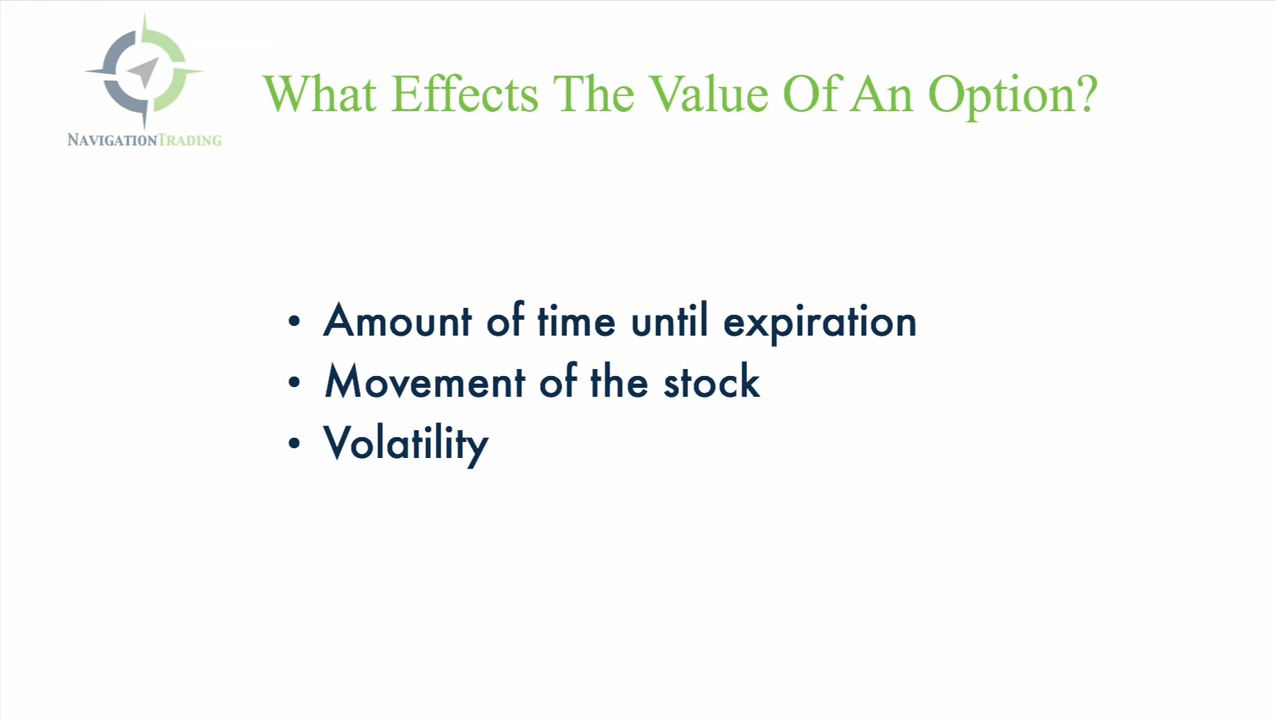 NAVIGATIONTRADING
What Effects The Value Of An Option?
• Amount of time until expiration
• Movement of the stock
• Volatility